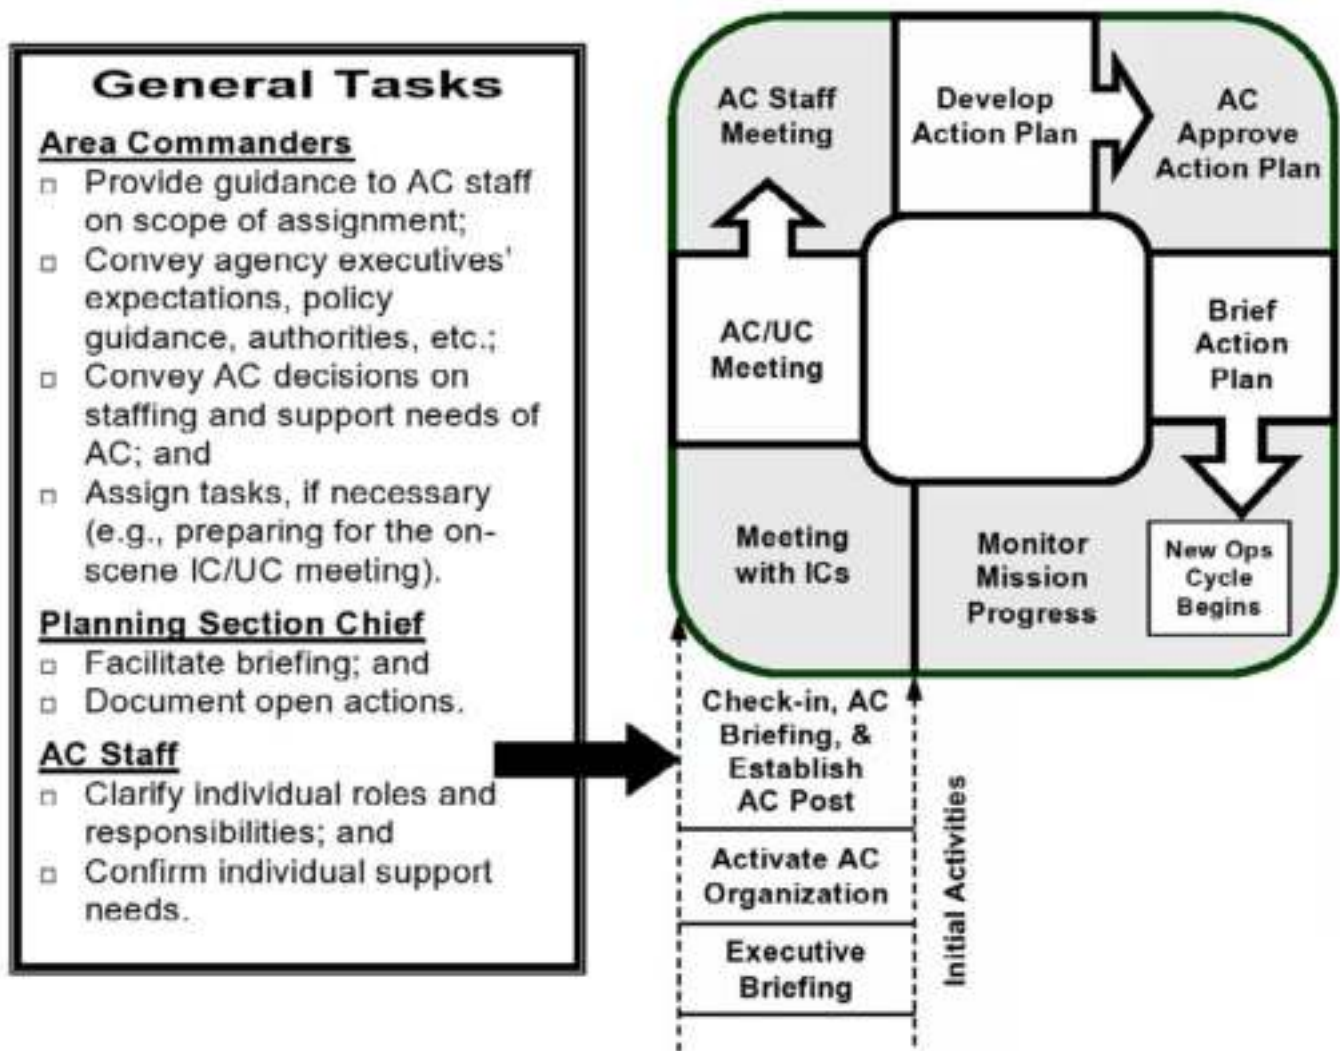 General Tasks
Area Commanders
□ Provide guidance to AC staff
on scope of assignment;
□ Convey agency executives'
expectations, policy
guidance, authorities, etc.;
□ Convey AC decisions on
staffing and support needs of
AC; and
□ Assign tasks, if necessary
(e.g., preparing for the on-
scene IC/UC meeting).
Planning Section Chief
□ Facilitate briefing; and
□ Document open actions.
AC Staff
□ Clarify individual roles and
responsibilities; and
□ Confirm individual support
needs.
AC Staff
Meeting
Develop
Action Plan
AC
Approve
Action Plan
AC/UC
Meeting
Brief
Action
Plan
Meeting
with ICs
Monitor
Mission
Progress
New Ops
Cycle
Begins
Check-in, AC
Briefing, &
Establish
AC Post
Activate AC
Organization
Executive
Briefing
Initial Activities